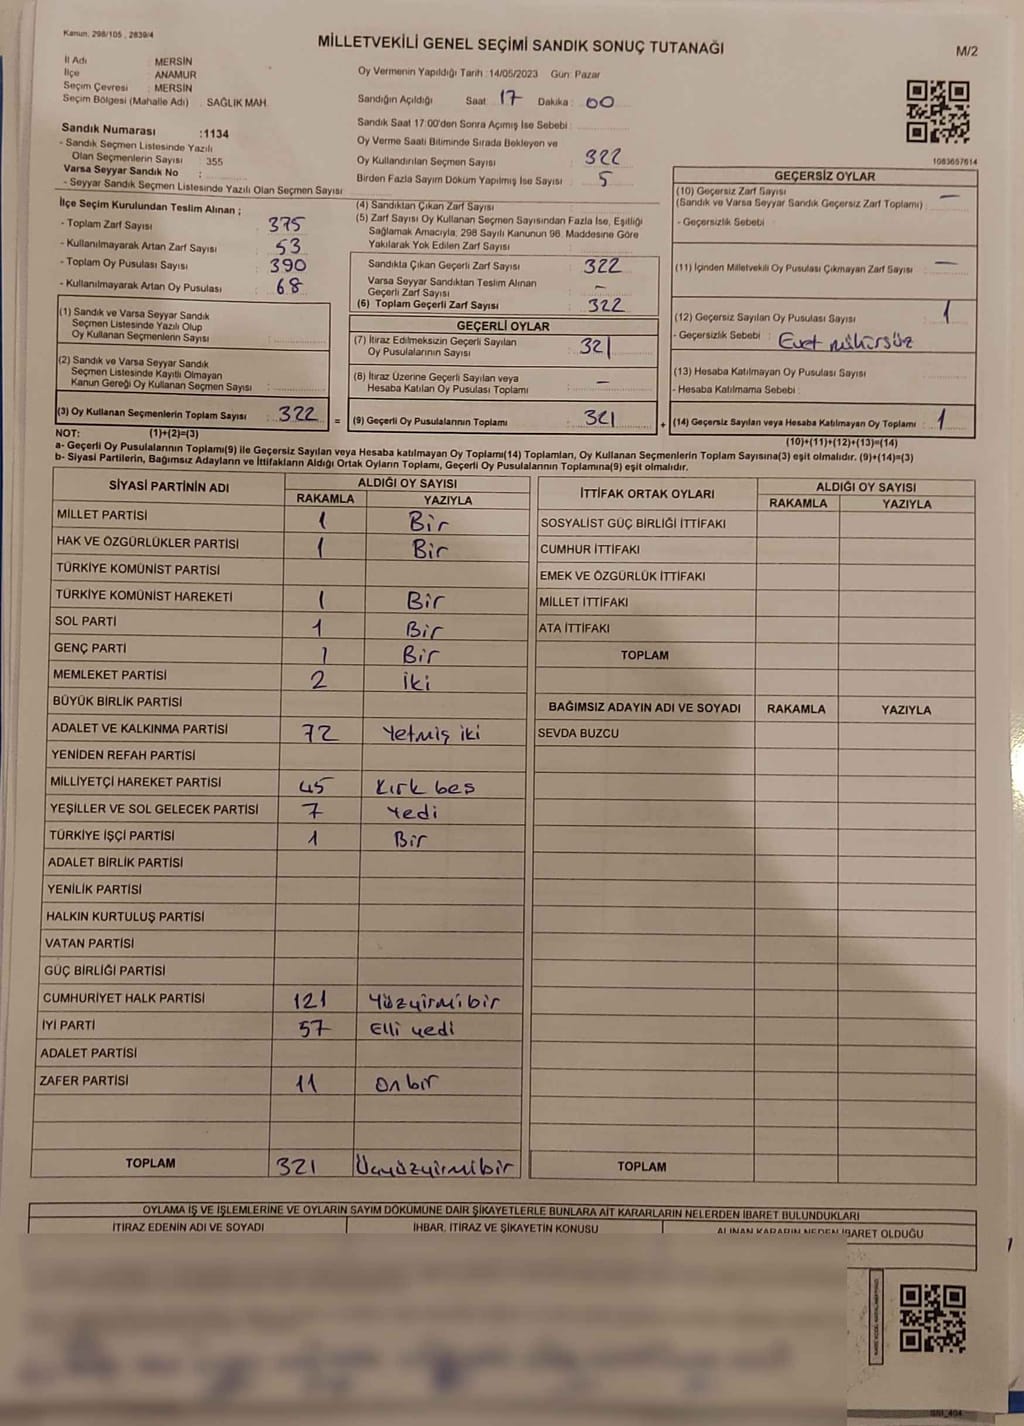 Kanun. 298/105 , 2839/4
MİLLETVEKİLİ GENEL SEÇİMİ SANDIK SONUÇ TUTANAĞI
M/2
İl Adı : MERSİN
İlçe : ANAMUR
Seçim Çevresi : MERSİN
Seçim Bölgesi (Mahalle Adı) : SAĞLIK MAH.
Oy Vermenin Yapıldığı Tarih :14/05/2023 Gün: Pazar
Sandığın Açıldığı Saat 17 Dakika : 00
Sandık Saat 17:00'den Sonra Açımış İse Sebebi :
Oy Verme Saati Bitiminde Sırada Bekleyen ve
Oy Kullandırılan Seçmen Sayısı : 322
Birden Fazla Sayım Döküm Yapılmış İse Sayısı : 5
1083657614
Sandık Numarası :1134
- Sandık Seçmen Listesinde Yazılı
Olan Seçmenlerin Sayısı : 355
Varsa Seyyar Sandık No :
- Seyyar Sandık Seçmen Listesinde Yazılı Olan Seçmen Sayısı :
İlçe Seçim Kurulundan Teslim Alınan ;
- Toplam Zarf Sayısı : 375
- Kullanılmayarak Artan Zarf Sayısı : 53
- Toplam Oy Pusulası Sayısı : 390
- Kullanılmayarak Artan Oy Pusulası : 68
(1) Sandık ve Varsa Seyyar Sandık
Seçmen Listesinde Yazılı Olup
Oy Kullanan Seçmenlerin Sayısı :
(2) Sandık ve Varsa Seyyar Sandık
Seçmen Listesinde Kayıtlı Olmayan
Kanun Gereği Oy Kullanan Seçmen Sayısı :
(3) Oy Kullanan Seçmenlerin Toplam Sayısı : 322 =
(4) Sandıktan Çıkan Zarf Sayısı :
(5) Zarf Sayısı Oy Kullanan Seçmen Sayısından Fazla İse, Eşitliği
Sağlamak Amacıyla; 298 Sayılı Kanunun 98. Maddesine Göre
Yakılarak Yok Edilen Zarf Sayısı :
Sandıkta Çıkan Geçerli Zarf Sayısı : 322
Varsa Seyyar Sandıktan Teslim Alınan
Geçerli Zarf Sayısı : -
(6) Toplam Geçerli Zarf Sayısı : 322
GEÇERLİ OYLAR
(7) İtiraz Edilmeksizin Geçerli Sayılan
Oy Pusulalarının Sayısı : 321
(8) İtiraz Üzerine Geçerli Sayılan veya
Hesaba Katılan Oy Pusulası Toplamı : -
(9) Geçerli Oy Pusulalarının Toplamı : 321 +
GEÇERSİZ OYLAR
(10) Geçersiz Zarf Sayısı
(Sandık ve Varsa Seyyar Sandık Geçersiz Zarf Toplamı) : -
- Geçersizlik Sebebi :
(11) İçinden Milletvekili Oy Pusulası Çıkmayan Zarf Sayısı : -
(12) Geçersiz Sayılan Oy Pusulası Sayısı : 1
- Geçersizlik Sebebi : Evet mühürsüz
(13) Hesaba Katılmayan Oy Pusulası Sayısı :
- Hesaba Katılmama Sebebi :
(14) Geçersiz Sayılan veya Hesaba Katılmayan Oy Toplamı : 1
(10)+(11)+(12)+(13)=(14)
NOT: (1)+(2)=(3)
a- Geçerli Oy Pusulalarının Toplamı(9) ile Geçersiz Sayılan veya Hesaba katılmayan Oy Toplamı(14) Toplamları, Oy Kullanan Seçmenlerin Toplam Sayısına(3) eşit olmalıdır. (9)+(14)=(3)
b- Siyasi Partilerin, Bağımsız Adayların ve İttifakların Aldığı Ortak Oyların Toplamı, Geçerli Oy Pusulalarının Toplamına(9) eşit olmalıdır.
SİYASİ PARTİNİN ADI ALDIĞI OY SAYISI
RAKAMLA YAZIYLA
MİLLET PARTİSİ 1 Bir
HAK VE ÖZGÜRLÜKLER PARTİSİ 1 Bir
TÜRKİYE KOMÜNİST PARTİSİ
TÜRKİYE KOMÜNİST HAREKETİ 1 Bir
SOL PARTİ 1 Bir
GENÇ PARTİ 1 Bir
MEMLEKET PARTİSİ 2 iki
BÜYÜK BİRLİK PARTİSİ
ADALET VE KALKINMA PARTİSİ 72 Yetmiş iki
YENİDEN REFAH PARTİSİ
MİLLİYETÇİ HAREKET PARTİSİ 45 Kırk beş
YEŞİLLER VE SOL GELECEK PARTİSİ 7 Yedi
TÜRKİYE İŞÇİ PARTİSİ 1 Bir
ADALET BİRLİK PARTİSİ
YENİLİK PARTİSİ
HALKIN KURTULUŞ PARTİSİ
VATAN PARTİSİ
GÜÇ BİRLİĞİ PARTİSİ
CUMHURİYET HALK PARTİSİ 121 Yüzyirmibir
İYİ PARTİ 57 Elli yedi
ADALET PARTİSİ
ZAFER PARTİSİ 11 Onbir
TOPLAM 321 Üçyüzyirmibir
İTTİFAK ORTAK OYLARI ALDIĞI OY SAYISI
RAKAMLA YAZIYLA
SOSYALİST GÜÇ BİRLİĞİ İTTİFAKI
CUMHUR İTTİFAKI
EMEK VE ÖZGÜRLÜK İTTİFAKI
MİLLET İTTİFAKI
ATA İTTİFAKI
TOPLAM
BAĞIMSIZ ADAYIN ADI VE SOYADI RAKAMLA YAZIYLA
SEVDA BUZCU
TOPLAM
OYLAMA İŞ VE İŞLEMLERİNE VE OYLARIN SAYIM DÖKÜMÜNE DAİR ŞİKAYETLERLE BUNLARA AİT KARARLARIN NELERDEN İBARET BULUNDUKLARI
İTİRAZ EDENİN ADI VE SOYADI İHBAR, İTİRAZ VE ŞİKAYETİN KONUSU ALINAN KARARIN NEDEN İBARET OLDUĞU